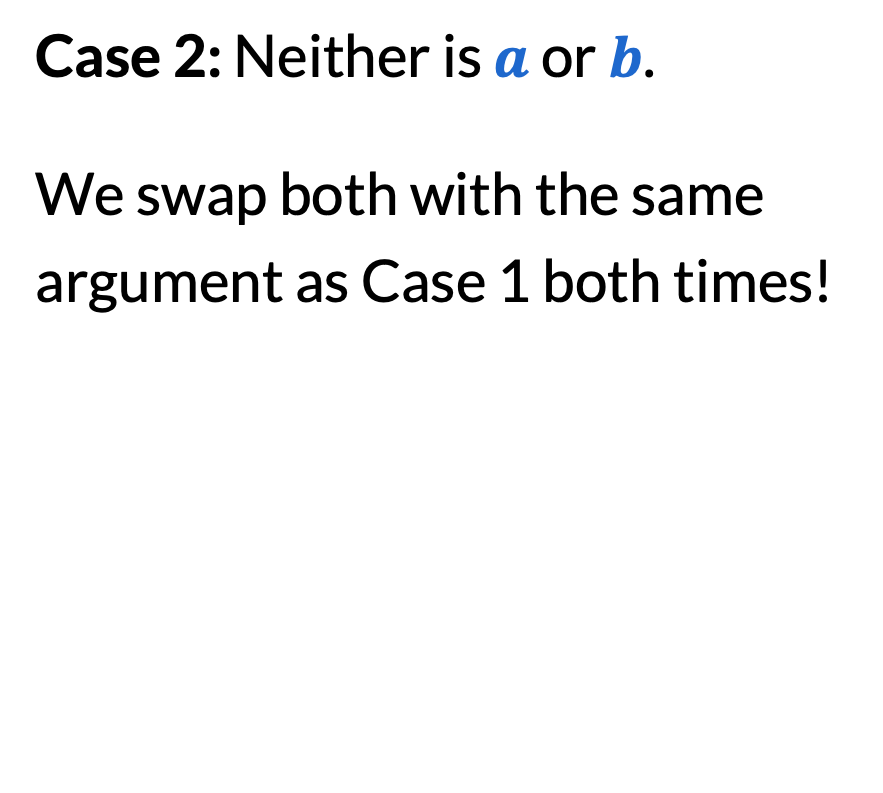 Case 2: Neither is a or b.
We swap both with the same
argument as Case 1 both times!